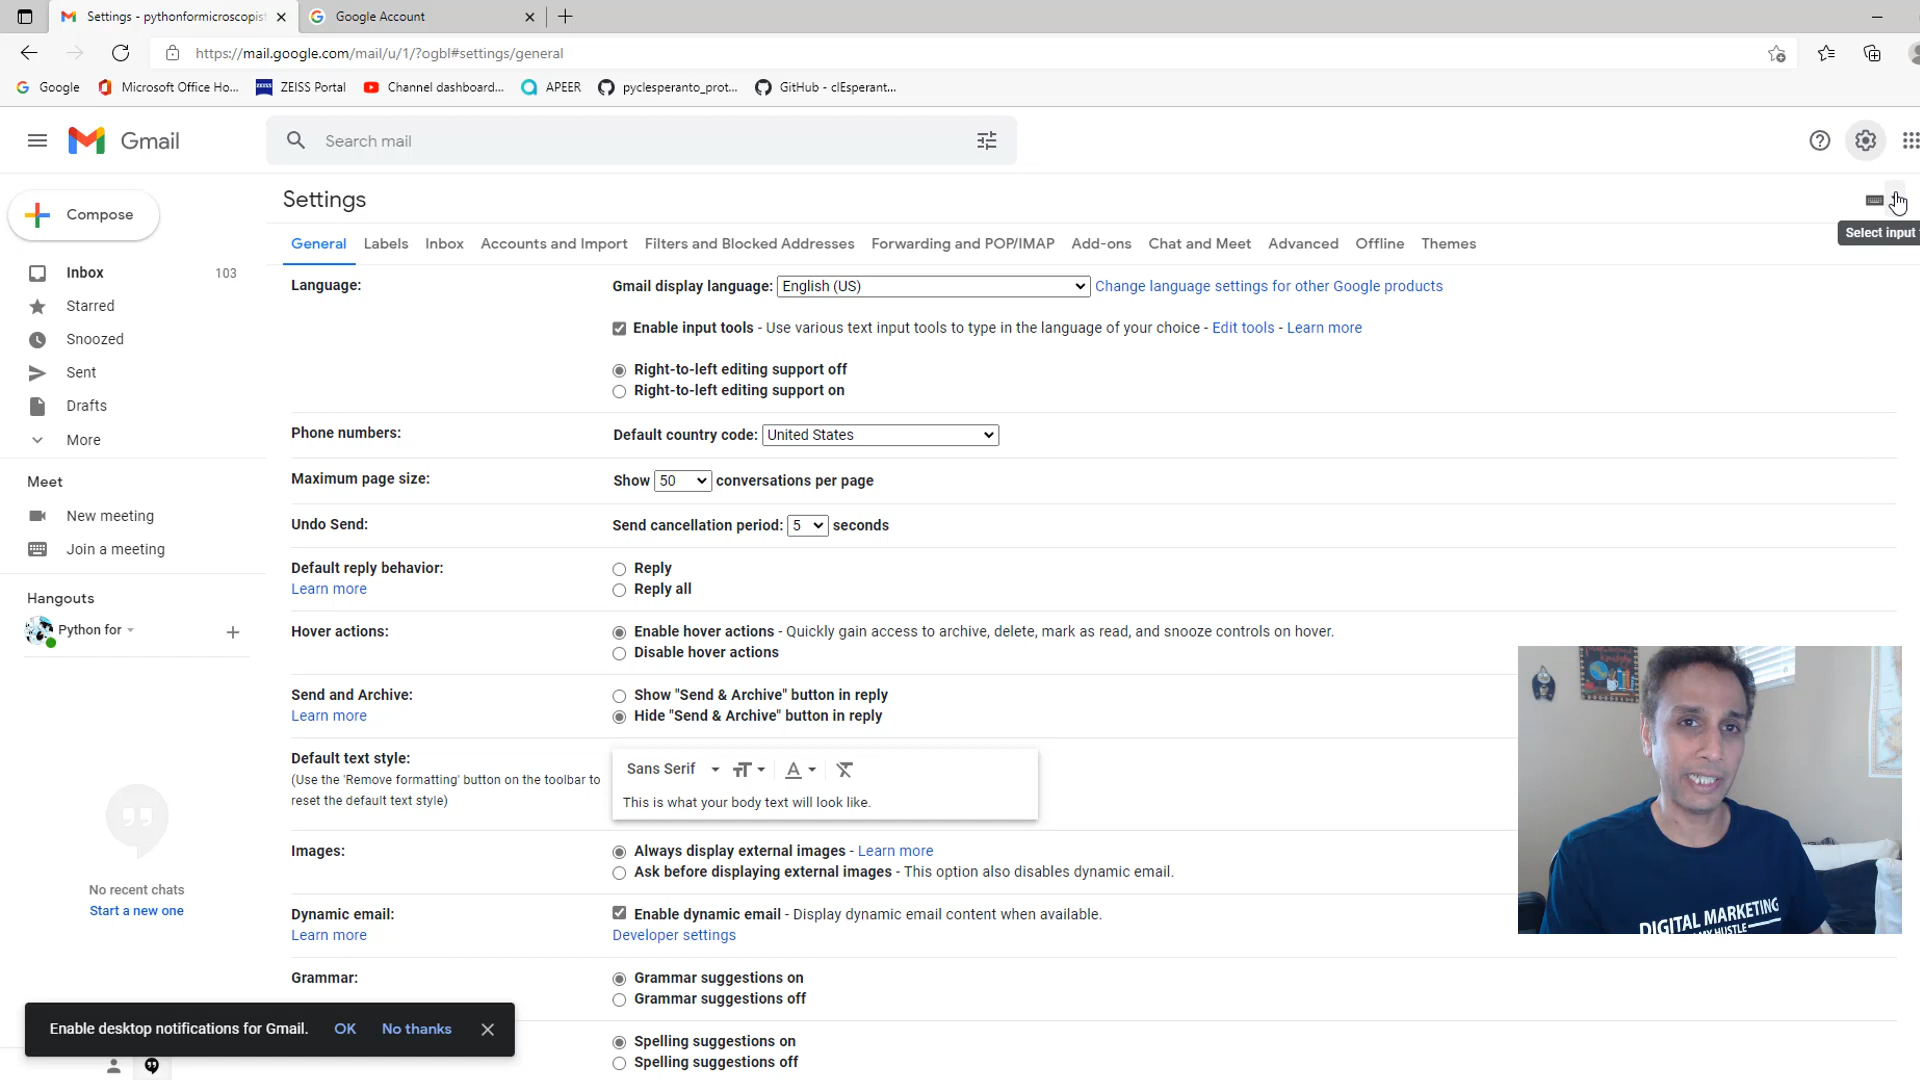 Settings - pythonformicroscopist
Google Account
https://mail.google.com/mail/u/1/?ogbl#settings/general
Google
Microsoft Office Ho...
ZEISS Portal
Channel dashboard...
APEER
pyclesperanto_prot...
GitHub - clEsperant...
Gmail
Search mail
Compose
Settings
Select input
General
Labels
Inbox
Accounts and Import
Filters and Blocked Addresses
Forwarding and POP/IMAP
Add-ons
Chat and Meet
Advanced
Offline
Themes
Inbox 103
Starred
Snoozed
Sent
Drafts
More
Meet
New meeting
Join a meeting
Hangouts
Python for
No recent chats
Start a new one
Language:
Gmail display language: English (US) Change language settings for other Google products
Enable input tools - Use various text input tools to type in the language of your choice - Edit tools - Learn more
Right-to-left editing support off
Right-to-left editing support on
Phone numbers:
Default country code: United States
Maximum page size:
Show 50 conversations per page
Undo Send:
Send cancellation period: 5 seconds
Default reply behavior:
Learn more
Reply
Reply all
Hover actions:
Enable hover actions - Quickly gain access to archive, delete, mark as read, and snooze controls on hover.
Disable hover actions
Send and Archive:
Learn more
Show "Send & Archive" button in reply
Hide "Send & Archive" button in reply
Default text style:
(Use the 'Remove formatting' button on the toolbar to
reset the default text style)
Sans Serif
This is what your body text will look like.
Images:
Always display external images - Learn more
Ask before displaying external images - This option also disables dynamic email.
Dynamic email:
Learn more
Enable dynamic email - Display dynamic email content when available.
Developer settings
Grammar:
Grammar suggestions on
Grammar suggestions off
Spelling suggestions on
Spelling suggestions off
Enable desktop notifications for Gmail. OK No thanks
DIGITAL MARKETING
MY HUSTLE